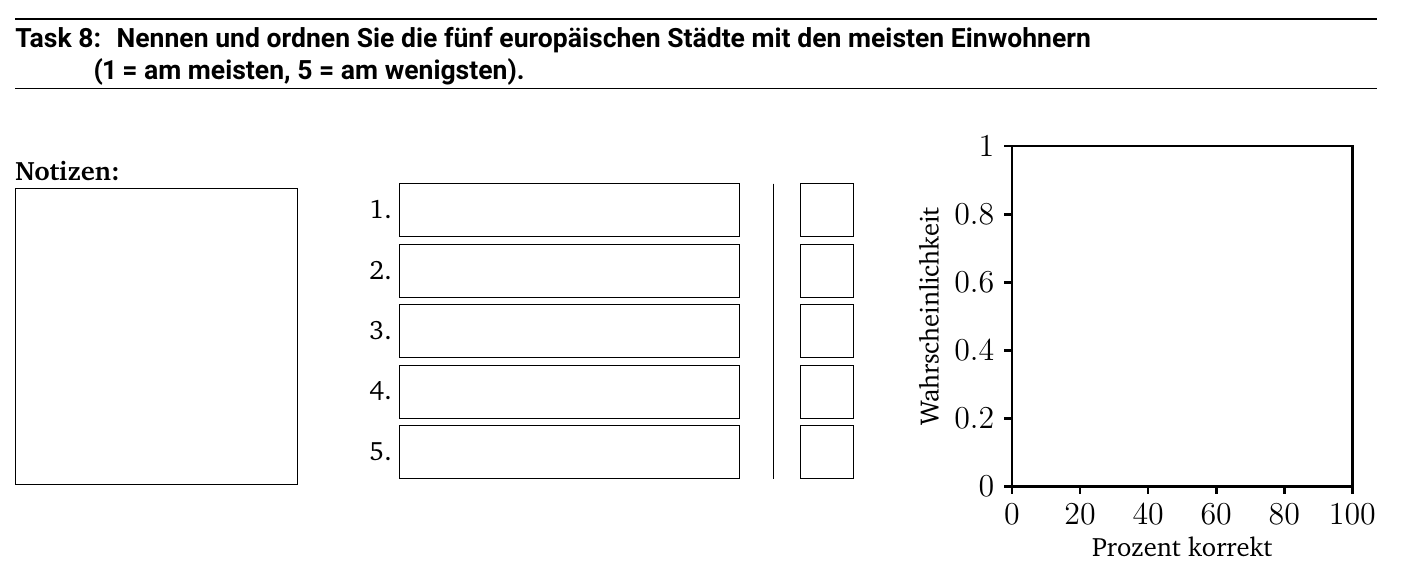 Task 8: Nennen und ordnen Sie die fünf europäischen Städte mit den meisten Einwohnern
(1 = am meisten, 5 = am wenigsten).
Notizen:
1.
2.
3.
4.
5.
Wahrscheinlichkeit
1
0.8
0.6
0.4
0.2
0
0 20 40 60 80 100
Prozent korrekt